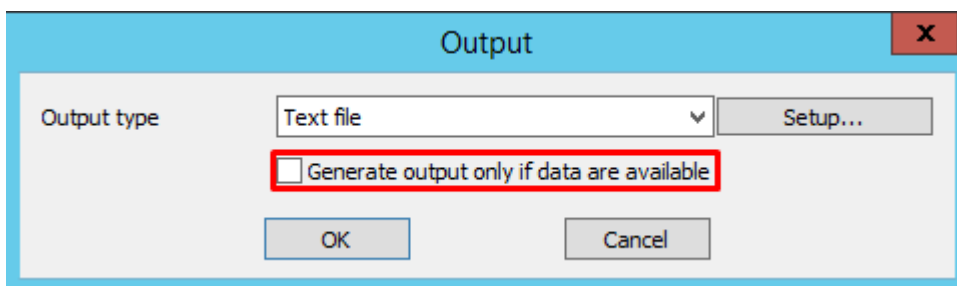 Output
x
Output type Text file Setup...
Generate output only if data are available
OK Cancel